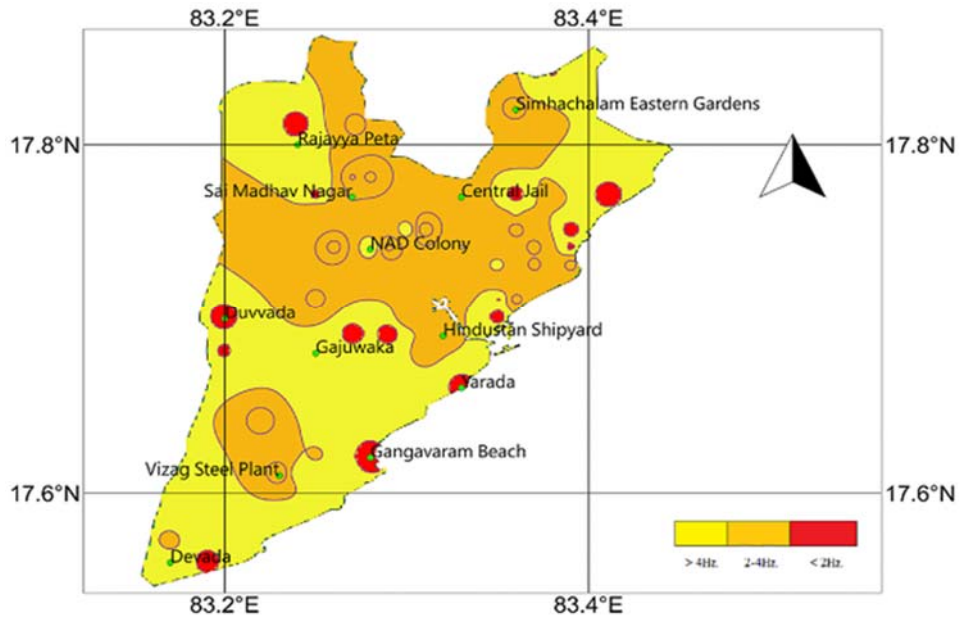 83.2°E 83.4°E
Simhachalam Eastern Gardens
17.8°N Rajayya Peta 17.8°N
Sai Madhav Nagar Central Jail
NAD Colony
Duvvada
Hindustan Shipyard
Gajuwaka
Yarada
Gangavaram Beach
Vizag Steel Plant
17.6°N 17.6°N
> 4Hz. 2-4Hz. < 2Hz.
Devada
83.2°E 83.4°E